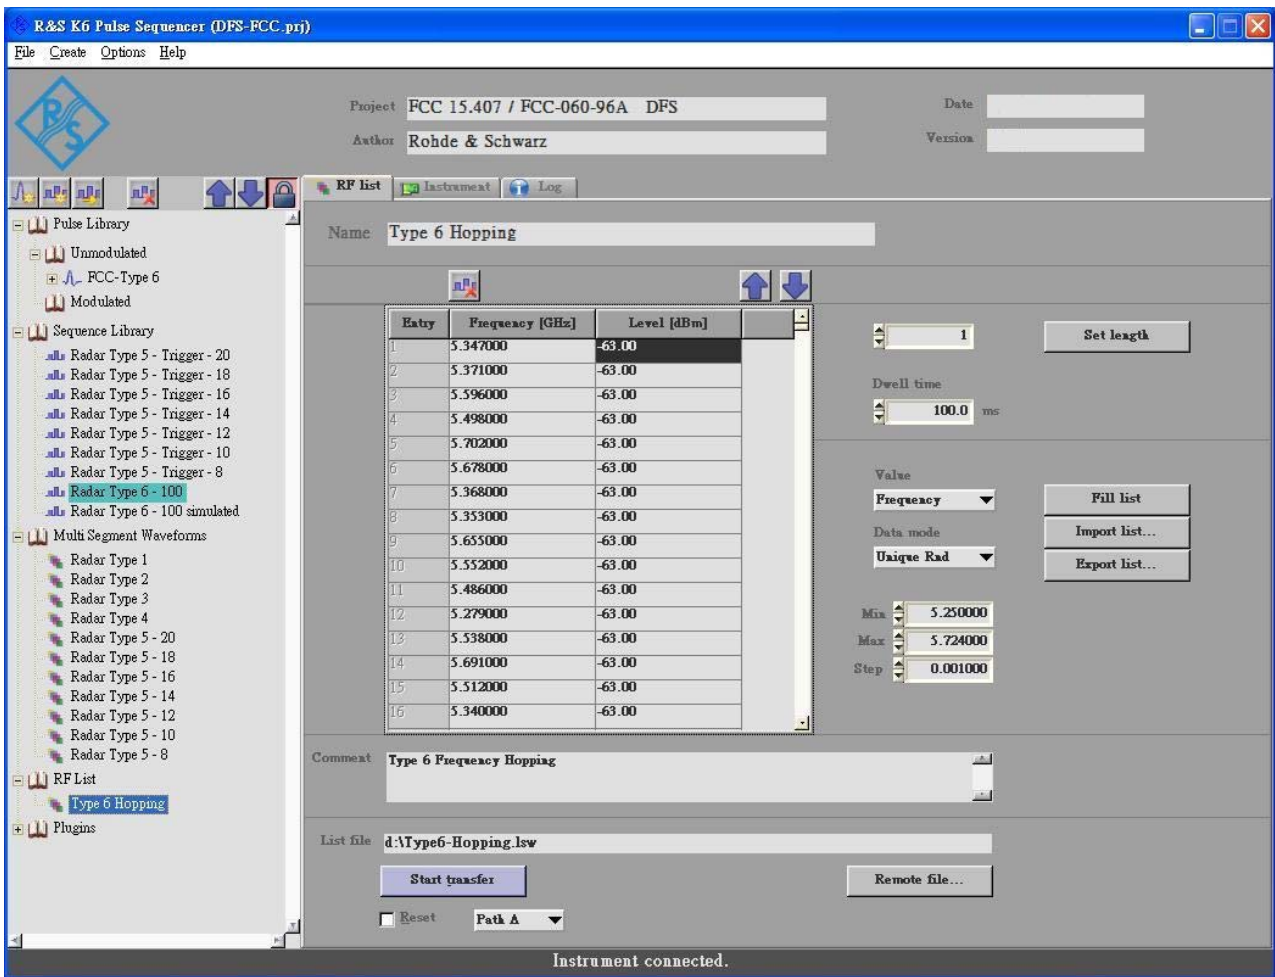 R&S K6 Pulse Sequencer (DFS-FCC.prj)
File Create Options Help
R&S
Project FCC 15.407 / FCC-060-96A DFS
Date
Author Rohde & Schwarz
Version
RF list Instrument Log
Pulse Library
Unmodulated
FCC-Type 6
Modulated
Sequence Library
Radar Type 5 - Trigger - 20
Radar Type 5 - Trigger - 18
Radar Type 5 - Trigger - 16
Radar Type 5 - Trigger - 14
Radar Type 5 - Trigger - 12
Radar Type 5 - Trigger - 10
Radar Type 5 - Trigger - 8
Radar Type 6 - 100
Radar Type 6 - 100 simulated
Multi Segment Waveforms
Radar Type 1
Radar Type 2
Radar Type 3
Radar Type 4
Radar Type 5 - 20
Radar Type 5 - 18
Radar Type 5 - 16
Radar Type 5 - 14
Radar Type 5 - 12
Radar Type 5 - 10
Radar Type 5 - 8
RF List
Type 6 Hopping
Plugins
Name Type 6 Hopping
Entry Frequency [GHz] Level [dBm]
1 5.347000 -63.00
2 5.371000 -63.00
3 5.596000 -63.00
4 5.498000 -63.00
5 5.702000 -63.00
6 5.678000 -63.00
7 5.368000 -63.00
8 5.353000 -63.00
9 5.655000 -63.00
10 5.552000 -63.00
11 5.486000 -63.00
12 5.279000 -63.00
13 5.538000 -63.00
14 5.691000 -63.00
15 5.512000 -63.00
16 5.340000 -63.00
1 Set length
Dwell time
100.0 ms
Value
Frequency Fill list
Data mode Import list...
Unique Rnd Export list...
Min 5.250000
Max 5.724000
Step 0.001000
Comment Type 6 Frequency Hopping
List file d:\Type6-Hopping.lsw
Start transfer Remote file...
Reset Path A
Instrument connected.